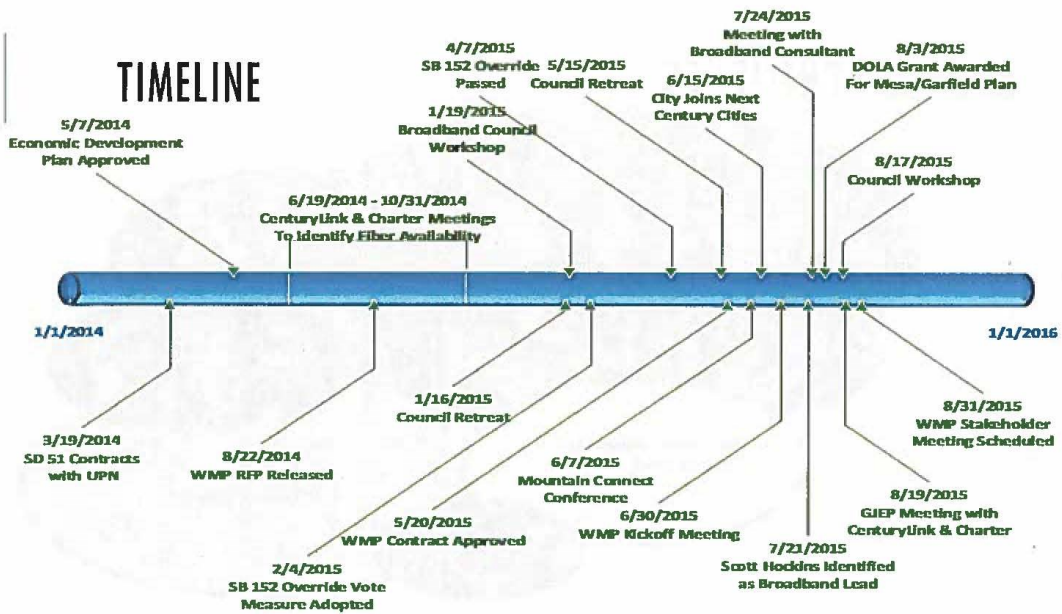 TIMELINE
5/7/2014
Economic Development
Plan Approved
6/19/2014 - 10/31/2014
CenturyLink & Charter Meetings
To Identify Fiber Availability
1/19/2015
Broadband Council
Workshop
4/7/2015
SB 152 Override
Passed
5/15/2015
Council Retreat
6/15/2015
City Joins Next
Century Cities
7/24/2015
Meeting with
Broadband Consultant
8/3/2015
DOLA Grant Awarded
For Mesa/Garfield Plan
8/17/2015
Council Workshop
1/1/2014
1/1/2016
3/19/2014
SD 51 Contracts
with UPN
8/22/2014
WMP RFP Released
1/16/2015
Council Retreat
2/4/2015
SB 152 Override Vote
Measure Adopted
5/20/2015
WMP Contract Approved
6/7/2015
Mountain Connect
Conference
6/30/2015
WMP Kickoff Meeting
7/21/2015
Scott Hockins Identified
as Broadband Lead
8/19/2015
GJEP Meeting with
CenturyLink & Charter
8/31/2015
WMP Stakeholder
Meeting Scheduled